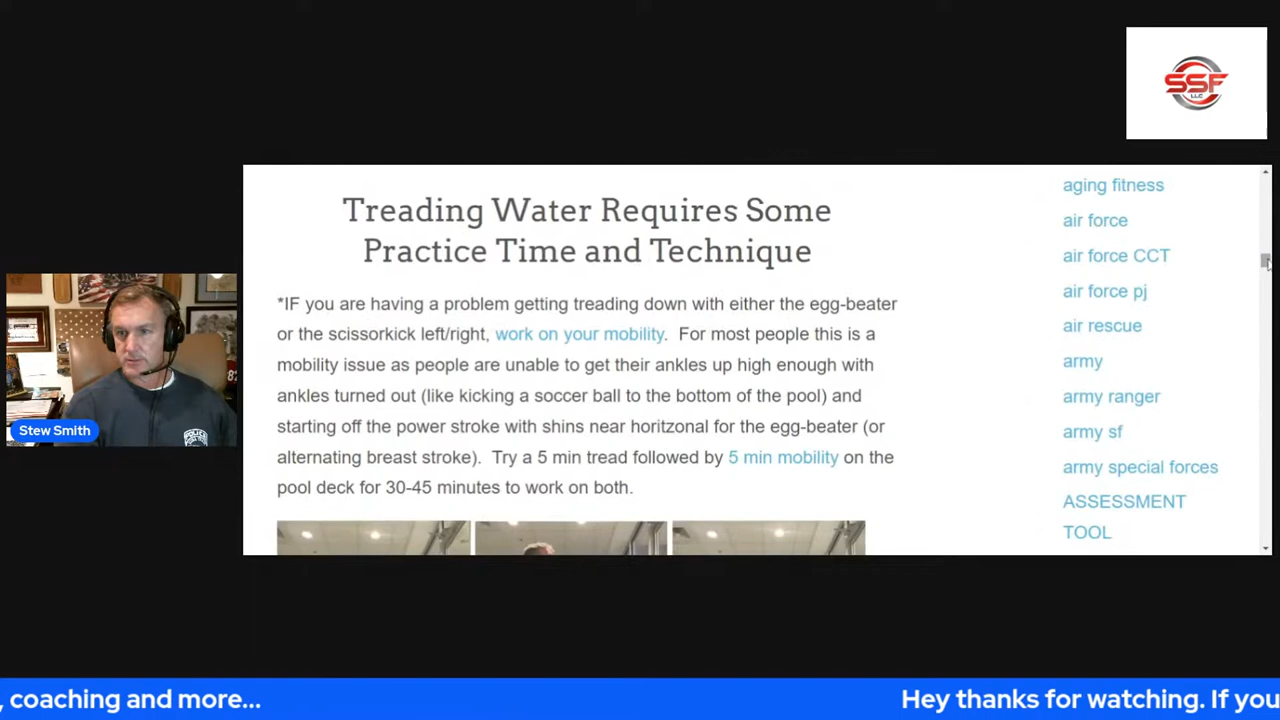 SSF
LLC
Treading Water Requires Some
Practice Time and Technique
*IF you are having a problem getting treading down with either the egg-beater
or the scissorkick left/right, work on your mobility. For most people this is a
mobility issue as people are unable to get their ankles up high enough with
ankles turned out (like kicking a soccer ball to the bottom of the pool) and
starting off the power stroke with shins near horitzonal for the egg-beater (or
alternating breast stroke). Try a 5 min tread followed by 5 min mobility on the
pool deck for 30-45 minutes to work on both.
aging fitness
air force
air force CCT
air force pj
air rescue
army
army ranger
army sf
army special forces
ASSESSMENT
TOOL
Stew Smith
, coaching and more...
Hey thanks for watching. If you